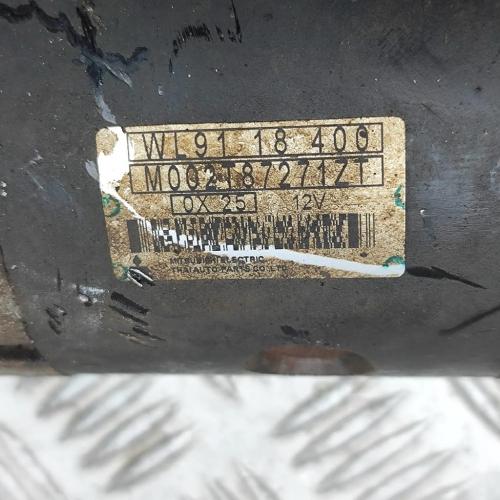 WL91 18 400
M002T87271ZT
0X 25 12V
MITSUBISHI ELECTRIC
THAI AUTO PARTS CO.,LTD.